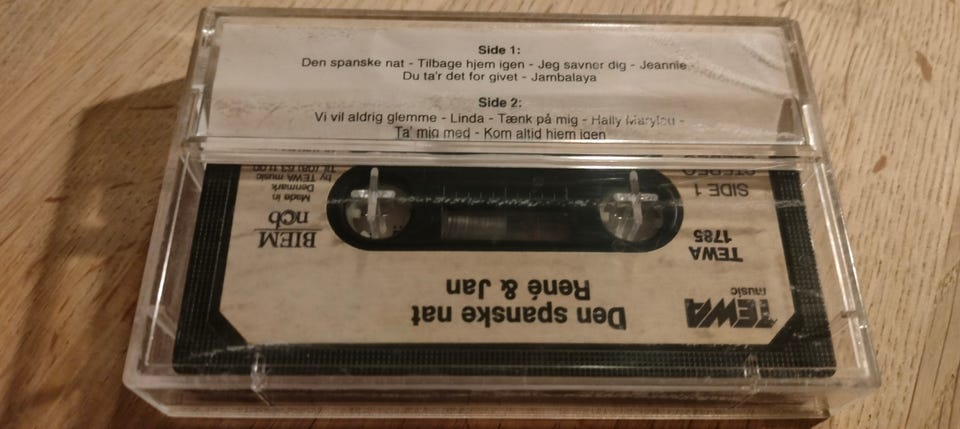 Side 1:
Den spanske nat - Tilbage hjem igen - Jeg savner dig - Jeannie -
Du ta'r det for givet - Jambalaya
Side 2:
Vi vil aldrig glemme - Linda - Tænk på mig - Hally Marylou -
Ta' mig med - Kom altid hjem igen
TEWA
music
Den spanske nat
René & Jan
TEWA
1785
SIDE 1
STEREO
BIEM
ncb
Made in
Denmark
by TEWA music